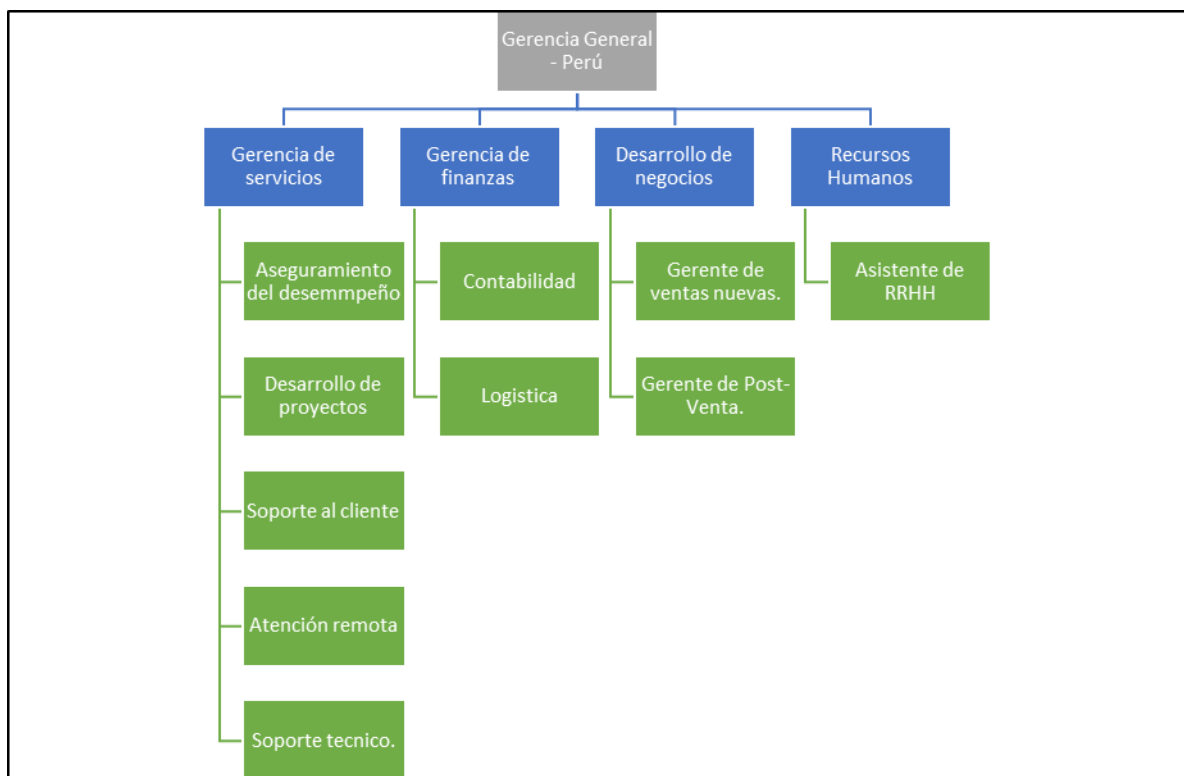 Gerencia General
- Perú
Gerencia de
servicios
Gerencia de
finanzas
Desarrollo de
negocios
Recursos
Humanos
Aseguramiento
del desemmpeño
Contabilidad
Gerente de
ventas nuevas.
Asistente de
RRHH
Desarrollo de
proyectos
Logistica
Gerente de Post-
Venta.
Soporte al cliente
Atención remota
Soporte tecnico.